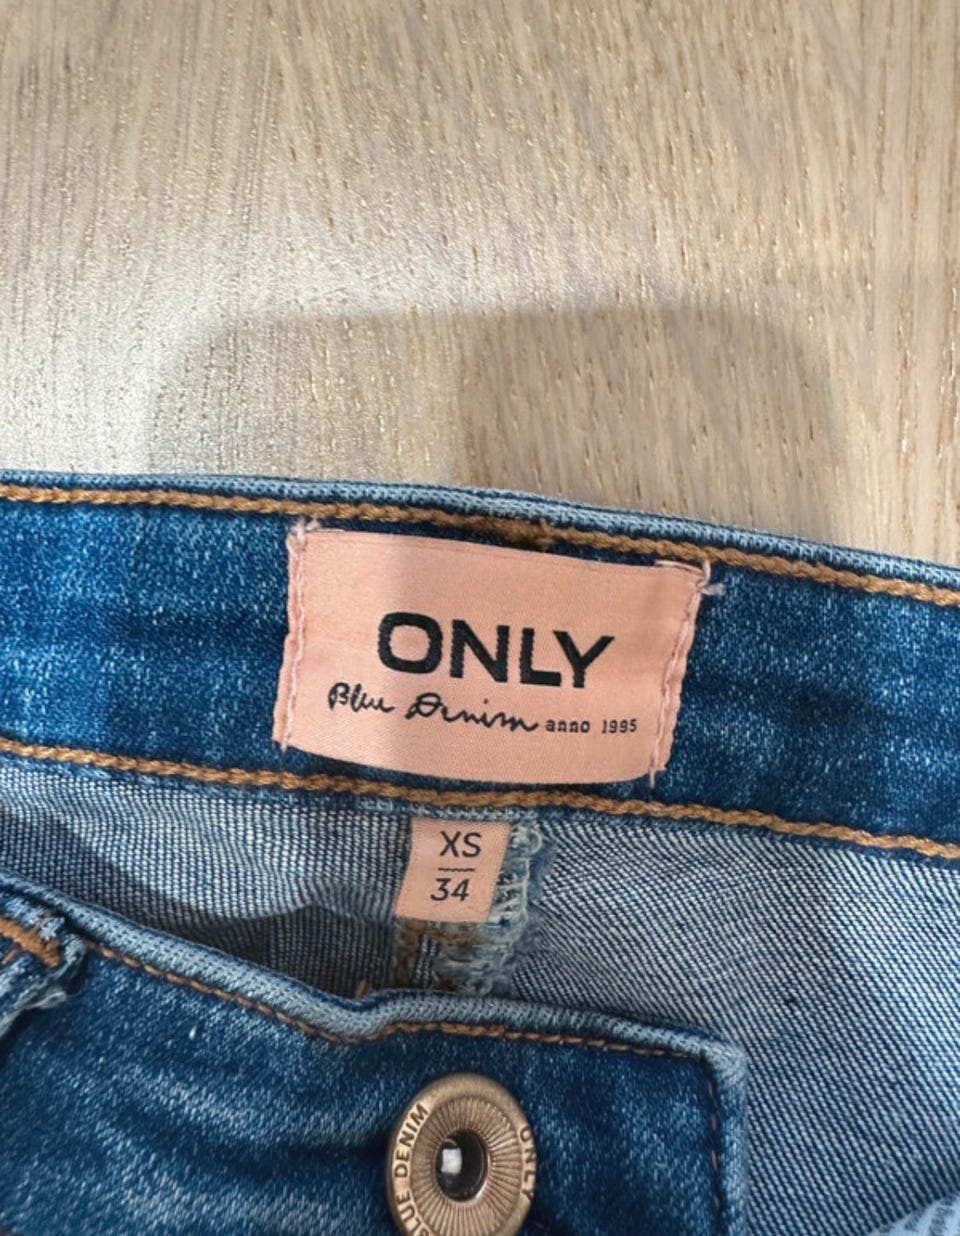 ONLY
Blue Denim anno 1995
XS
34
BLUE DENIM
ONLY